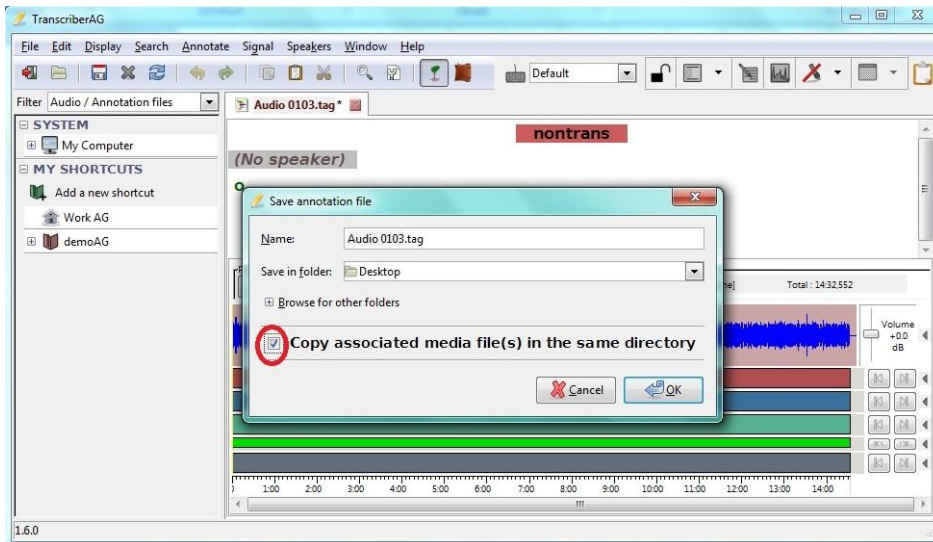 TranscriberAG
File Edit Display Search Annotate Signal Speakers Window Help
Default
Filter Audio / Annotation files
Audio 0103.tag*
SYSTEM
My Computer
MY SHORTCUTS
Add a new shortcut
Work AG
demoAG
nontrans
(No speaker)
Save annotation file
Name: Audio 0103.tag
Save in folder: Desktop
Browse for other folders
Copy associated media file(s) in the same directory
Cancel OK
Total : 14:32,552
Volume
+0.0
dB
1:00 2:00 3:00 4:00 5:00 6:00 7:00 8:00 9:00 10:00 11:00 12:00 13:00 14:00
1.6.0